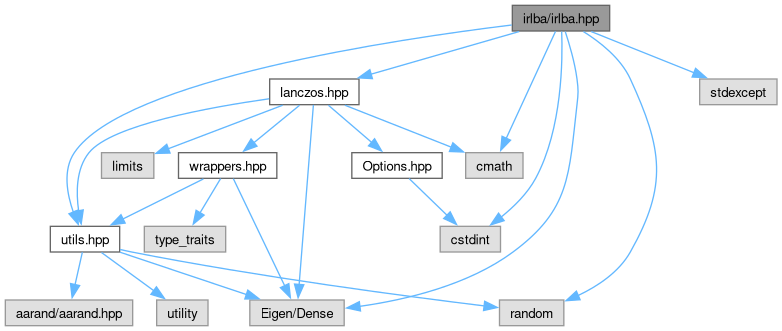 irlba/irlba.hpp
lanczos.hpp
stdexcept
limits
wrappers.hpp
Options.hpp
cmath
utils.hpp
type_traits
cstdint
aarand/aarand.hpp
utility
Eigen/Dense
random